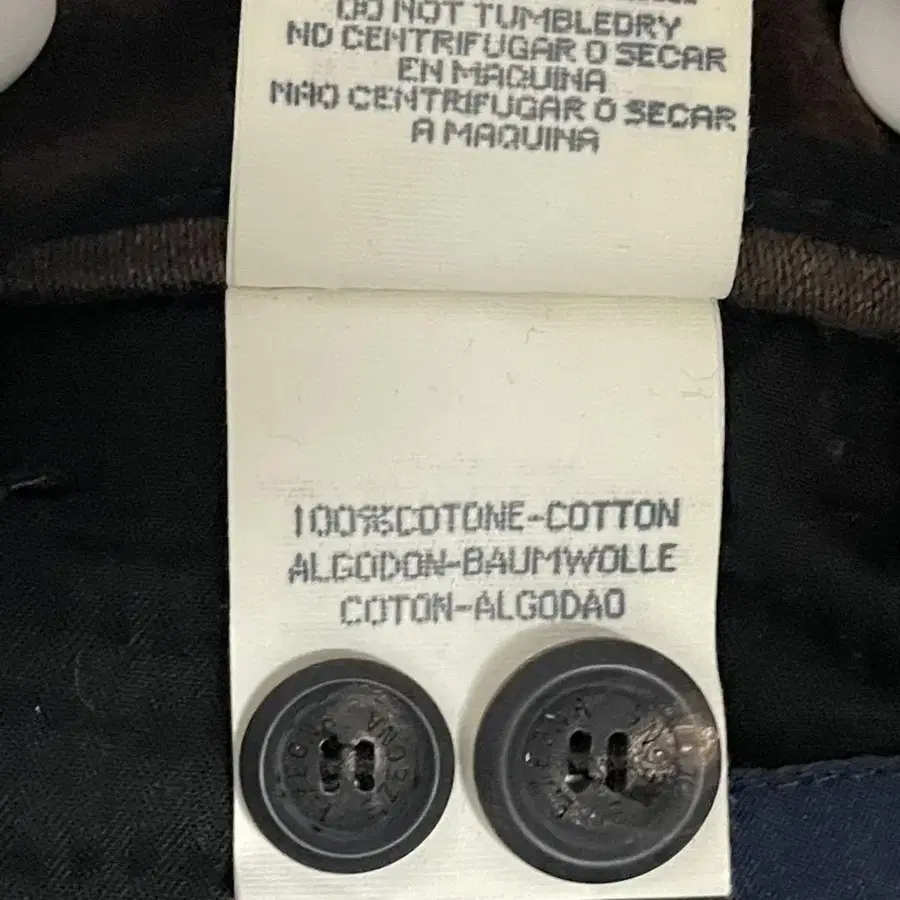 DO NOT TUMBLEDRY
NO CENTRIFUGAR O SECAR
EN MAQUINA
NAO CENTRIFUGAR O SECAR
A MAQUINA
100%COTONE-COTTON
ALGODON-BAUMWOLLE
COTON-ALGODAO